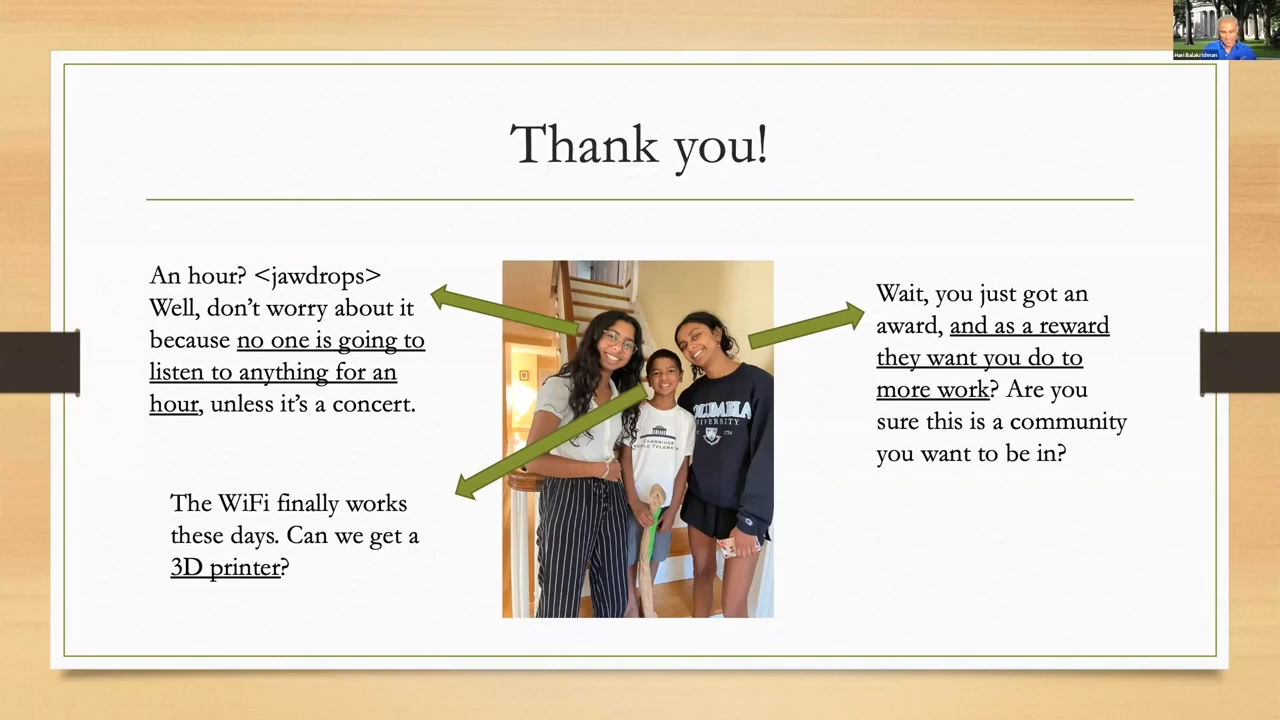 Hari Balakrishnan
Thank you!
An hour? <jawdrops>
Well, don't worry about it
because no one is going to
listen to anything for an
hour, unless it's a concert.
The WiFi finally works
these days. Can we get a
3D printer?
Wait, you just got an
award, and as a reward
they want you do to
more work? Are you
sure this is a community
you want to be in?
CAMBRIDGE
COLUMBIA
UNIVERSITY